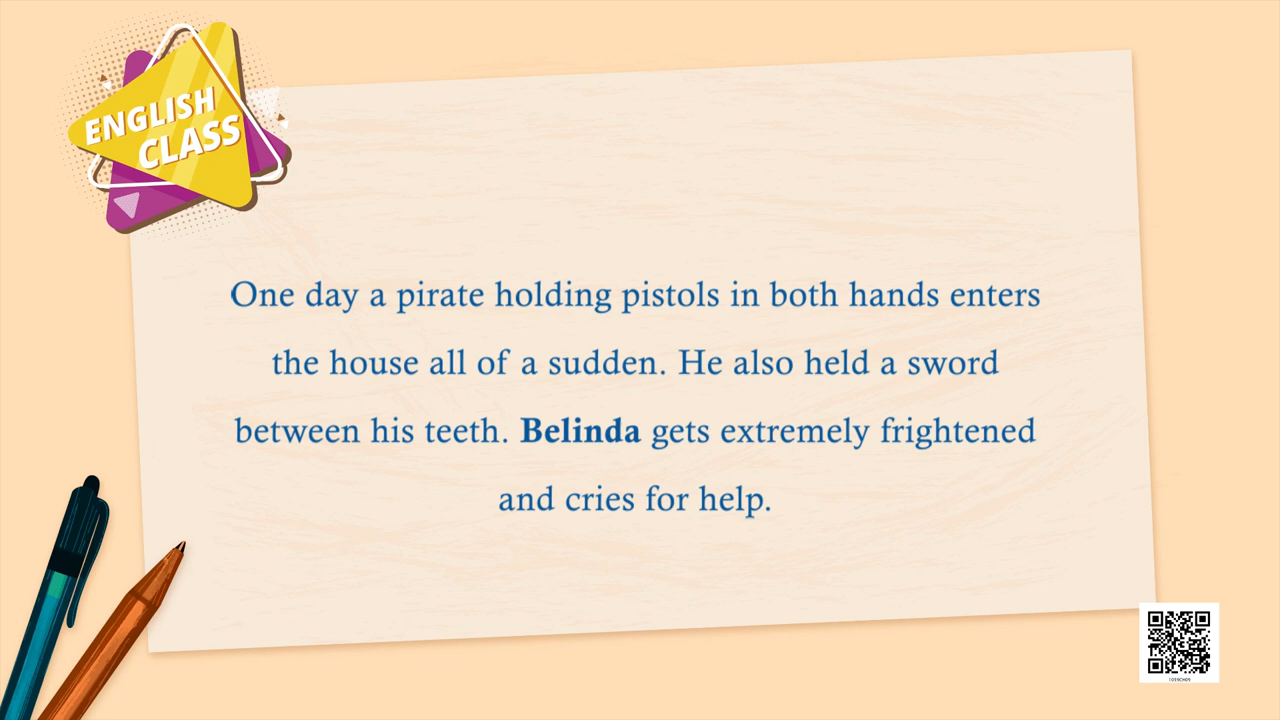 ENGLISH
CLASS
One day a pirate holding pistols in both hands enters
the house all of a sudden. He also held a sword
between his teeth. Belinda gets extremely frightened
and cries for help.